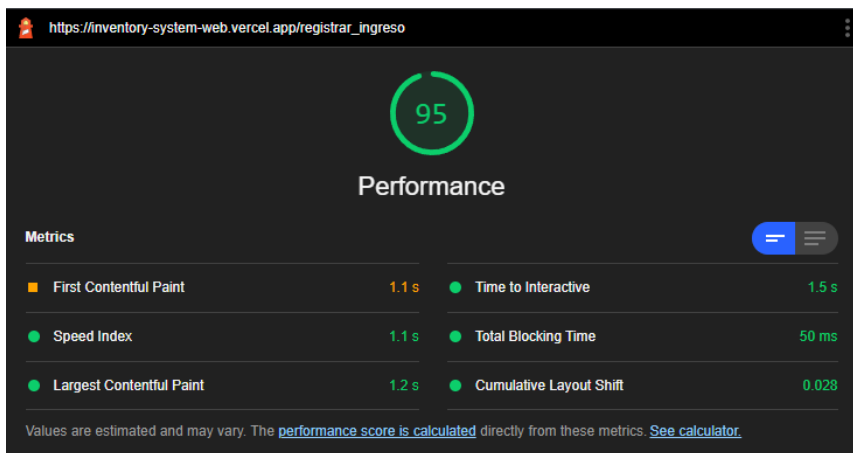 https://inventory-system-web.vercel.app/registrar_ingreso
95
Performance
Metrics
First Contentful Paint 1.1 s Time to Interactive 1.5 s
Speed Index 1.1 s Total Blocking Time 50 ms
Largest Contentful Paint 1.2 s Cumulative Layout Shift 0.028
Values are estimated and may vary. The performance score is calculated directly from these metrics. See calculator.